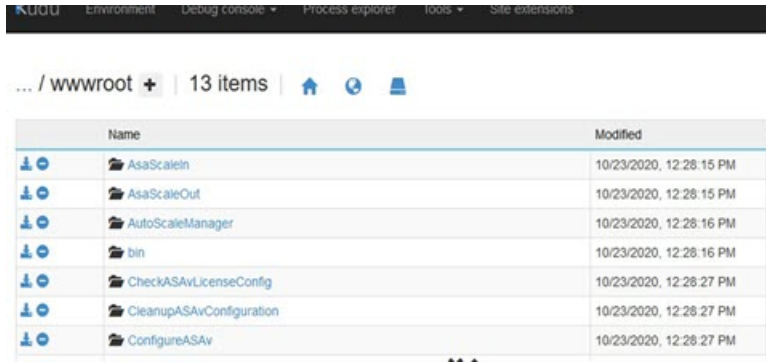 Kudu Environment Debug console Process explorer Tools Site extensions
... / wwwroot + 13 items
Name Modified
AsaScaleIn 10/23/2020, 12:28:15 PM
AsaScaleOut 10/23/2020, 12:28:15 PM
AutoScaleManager 10/23/2020, 12:28:16 PM
bin 10/23/2020, 12:28:16 PM
CheckASAvLicenseConfig 10/23/2020, 12:28:27 PM
CleanupASAvConfiguration 10/23/2020, 12:28:27 PM
ConfigureASAv 10/23/2020, 12:28:27 PM